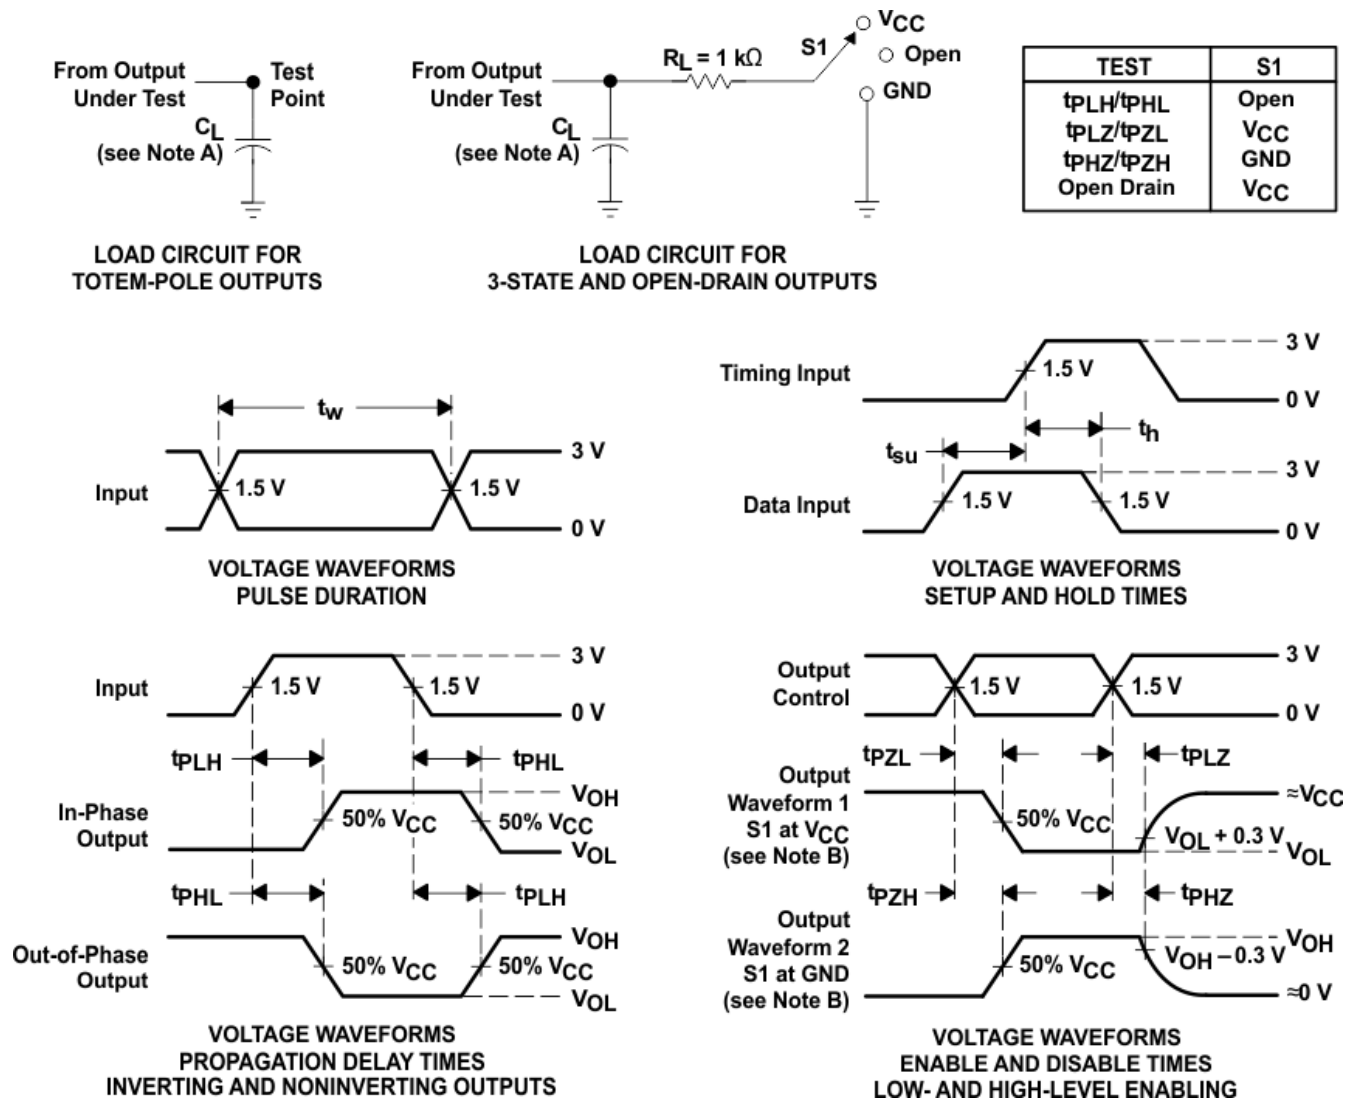 From Output
Under Test
Test
Point
CL
(see Note A)
LOAD CIRCUIT FOR
TOTEM-POLE OUTPUTS
From Output
Under Test
RL = 1 kΩ
S1
VCC
Open
GND
CL
(see Note A)
LOAD CIRCUIT FOR
3-STATE AND OPEN-DRAIN OUTPUTS
TEST S1
tPLH/tPHL Open
tPLZ/tPZL VCC
tPHZ/tPZH GND
Open Drain VCC
tw
Input
1.5 V
1.5 V
3 V
0 V
VOLTAGE WAVEFORMS
PULSE DURATION
Timing Input
1.5 V
3 V
0 V
tsu
th
Data Input
1.5 V
1.5 V
3 V
0 V
VOLTAGE WAVEFORMS
SETUP AND HOLD TIMES
Input
1.5 V
1.5 V
3 V
0 V
tPLH
tPHL
In-Phase
Output
50% VCC
50% VCC
VOH
VOL
tPHL
tPLH
Out-of-Phase
Output
50% VCC
50% VCC
VOH
VOL
VOLTAGE WAVEFORMS
PROPAGATION DELAY TIMES
INVERTING AND NONINVERTING OUTPUTS
Output
Control
1.5 V
1.5 V
3 V
0 V
tPZL
tPLZ
Output
Waveform 1
S1 at VCC
(see Note B)
50% VCC
VOL + 0.3 V
≈VCC
VOL
tPZH
tPHZ
Output
Waveform 2
S1 at GND
(see Note B)
50% VCC
VOH − 0.3 V
VOH
≈0 V
VOLTAGE WAVEFORMS
ENABLE AND DISABLE TIMES
LOW- AND HIGH-LEVEL ENABLING